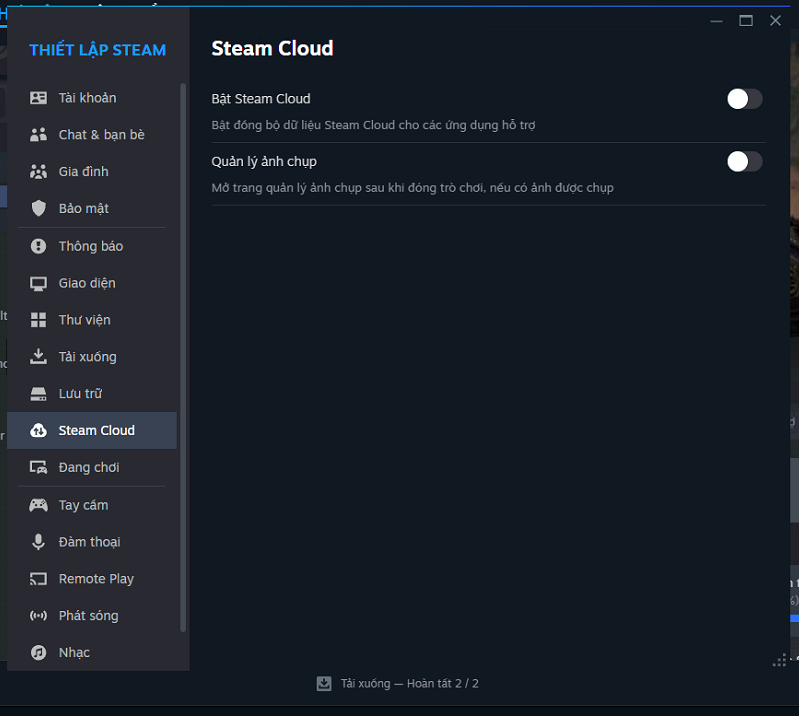 THIẾT LẬP STEAM
Tài khoản
Chat & bạn bè
Gia đình
Bảo mật
Thông báo
Giao diện
Thư viện
Tải xuống
Lưu trữ
Steam Cloud
Đang chơi
Tay cầm
Đàm thoại
Remote Play
Phát sóng
Nhạc
Steam Cloud
Bật Steam Cloud
Bật đồng bộ dữ liệu Steam Cloud cho các ứng dụng hỗ trợ
Quản lý ảnh chụp
Mở trang quản lý ảnh chụp sau khi đóng trò chơi, nếu có ảnh được chụp
Tải xuống — Hoàn tất 2 / 2